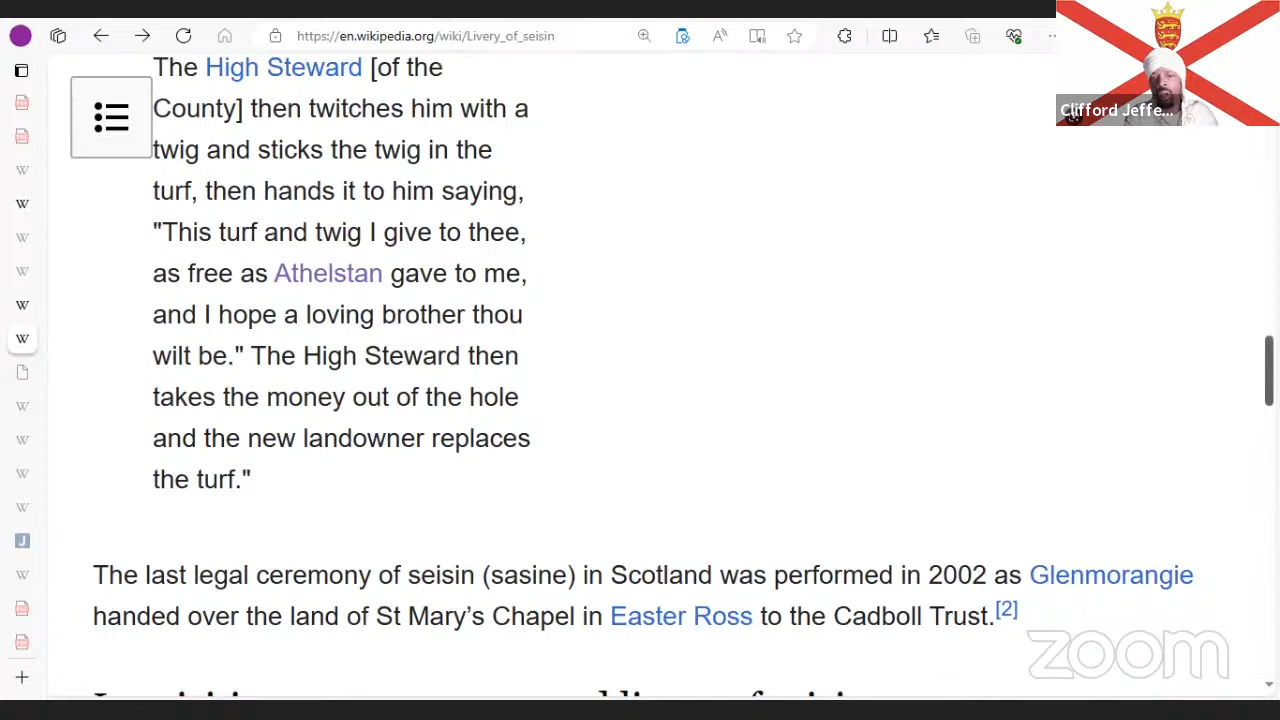 https://en.wikipedia.org/wiki/Livery_of_seisin
Clifford Jeffe...
The High Steward [of the
County] then twitches him with a
twig and sticks the twig in the
turf, then hands it to him saying,
"This turf and twig I give to thee,
as free as Athelstan gave to me,
and I hope a loving brother thou
wilt be." The High Steward then
takes the money out of the hole
and the new landowner replaces
the turf."
The last legal ceremony of seisin (sasine) in Scotland was performed in 2002 as Glenmorangie
handed over the land of St Mary’s Chapel in Easter Ross to the Cadboll Trust.[2]
zoom